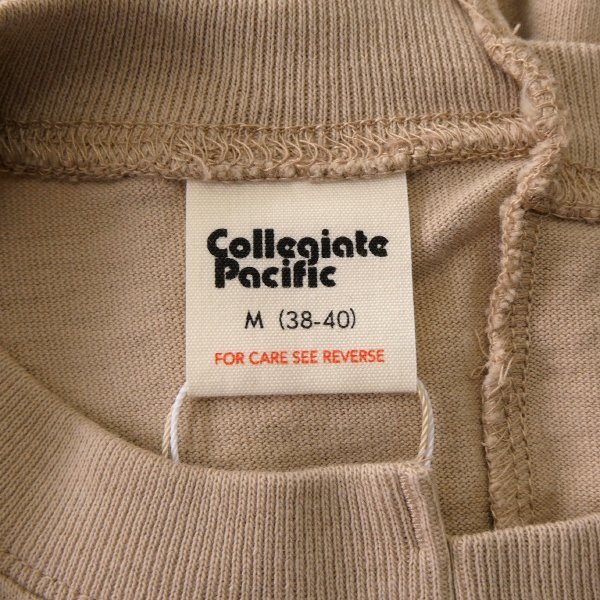 Collegiate
Pacific
M (38-40)
FOR CARE SEE REVERSE